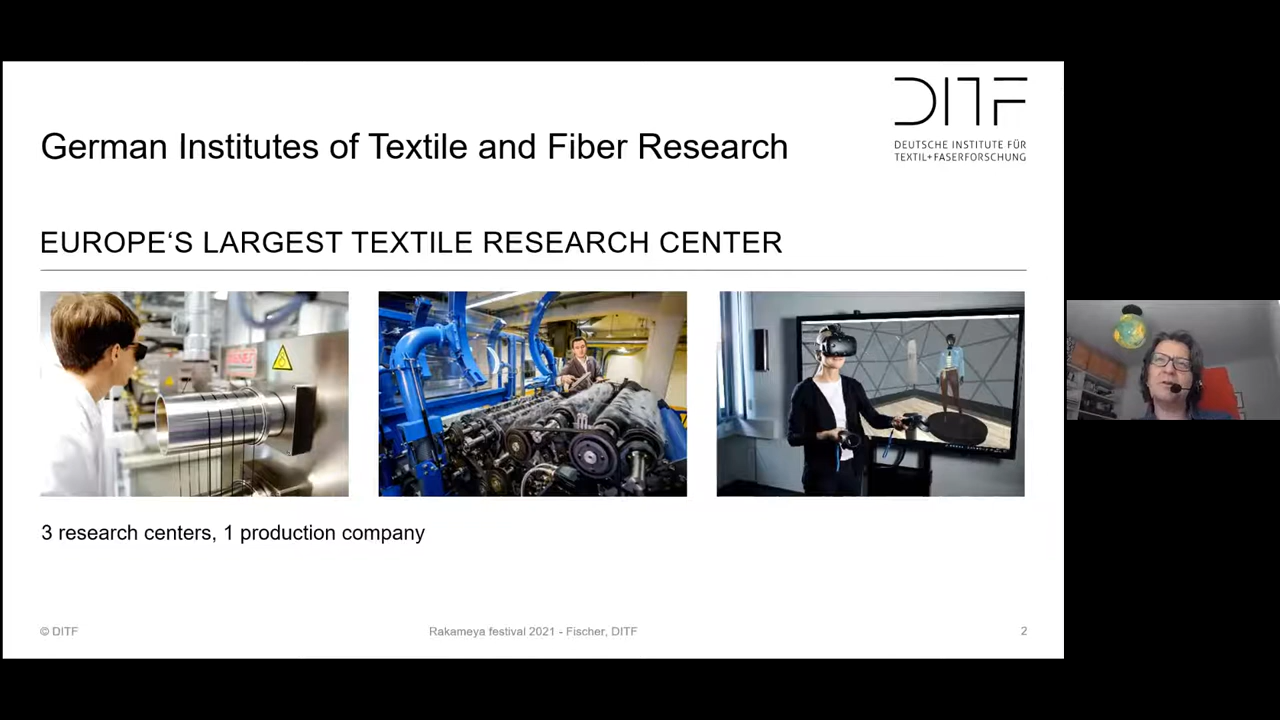 DITF
DEUTSCHE INSTITUTE FÜR
TEXTIL+FASERFORSCHUNG
German Institutes of Textile and Fiber Research
EUROPE‘S LARGEST TEXTILE RESEARCH CENTER
3 research centers, 1 production company
© DITF
Rakameya festival 2021 - Fischer, DITF
2